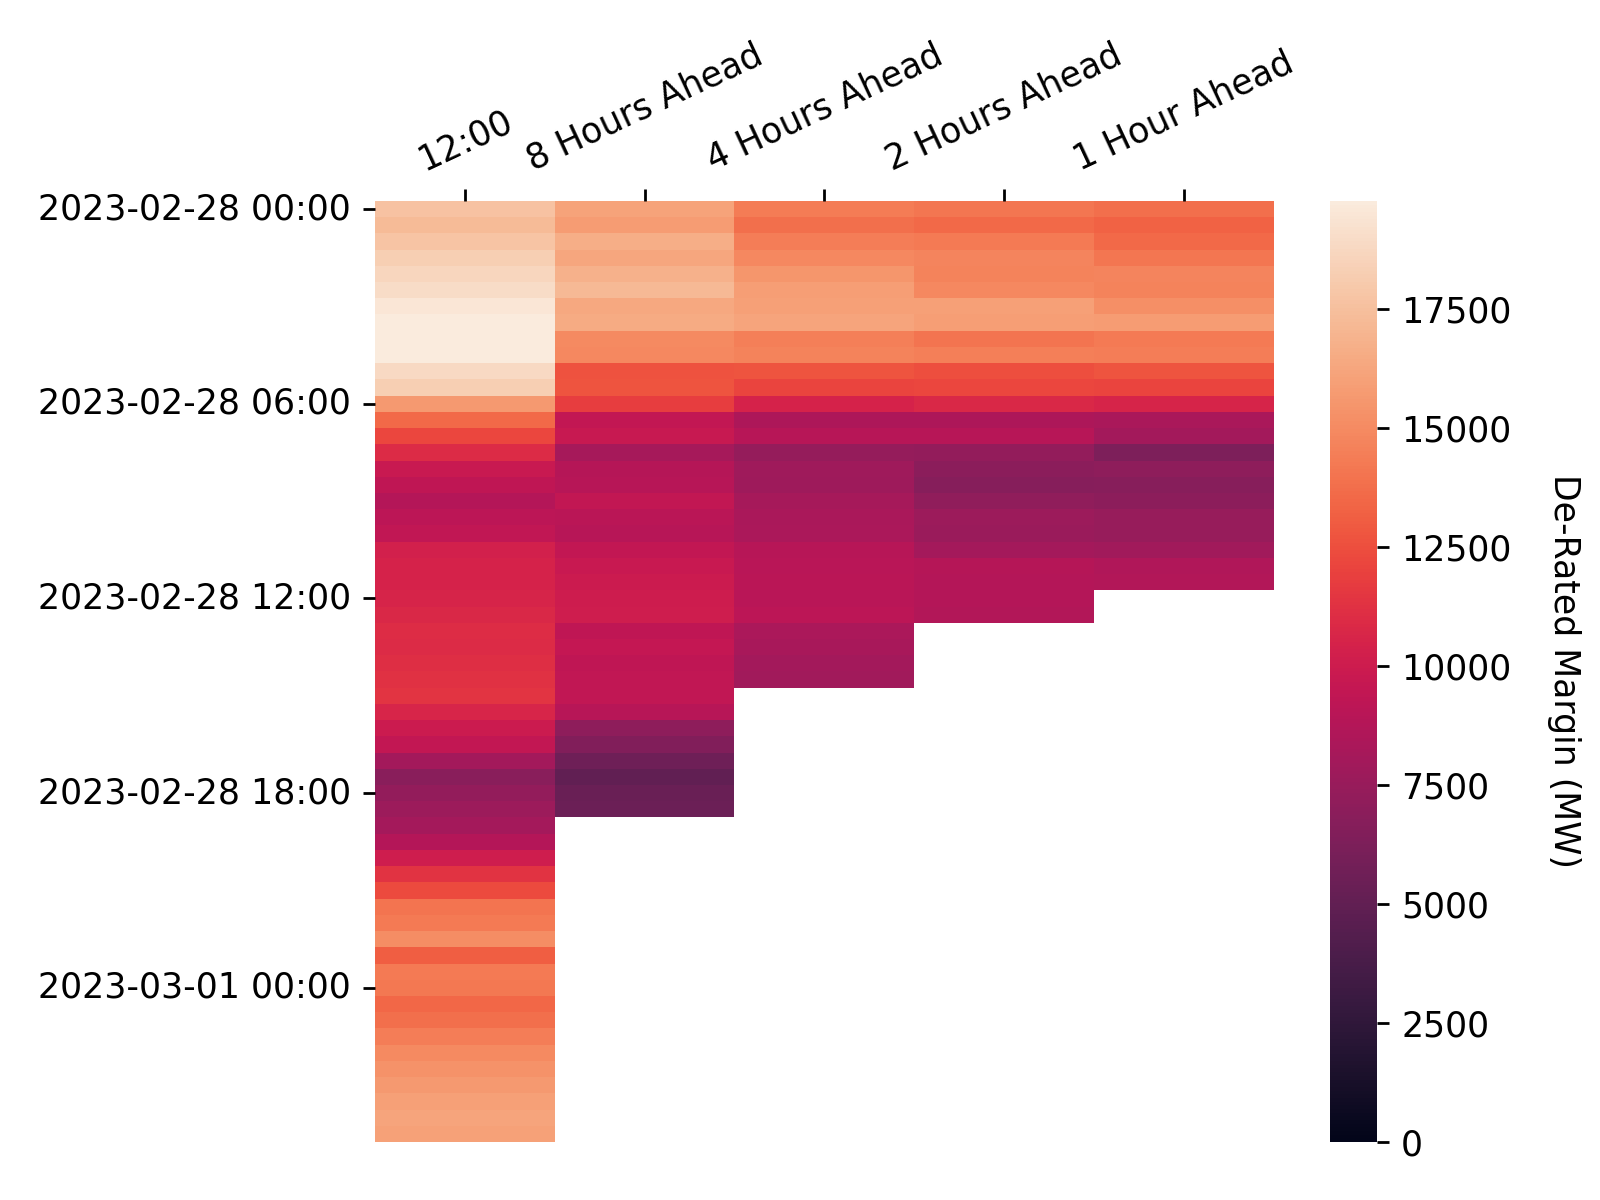 12:00
8 Hours Ahead
4 Hours Ahead
2 Hours Ahead
1 Hour Ahead
2023-02-28 00:00
2023-02-28 06:00
2023-02-28 12:00
2023-02-28 18:00
2023-03-01 00:00
17500
15000
12500
10000
7500
5000
2500
0
De-Rated Margin (MW)